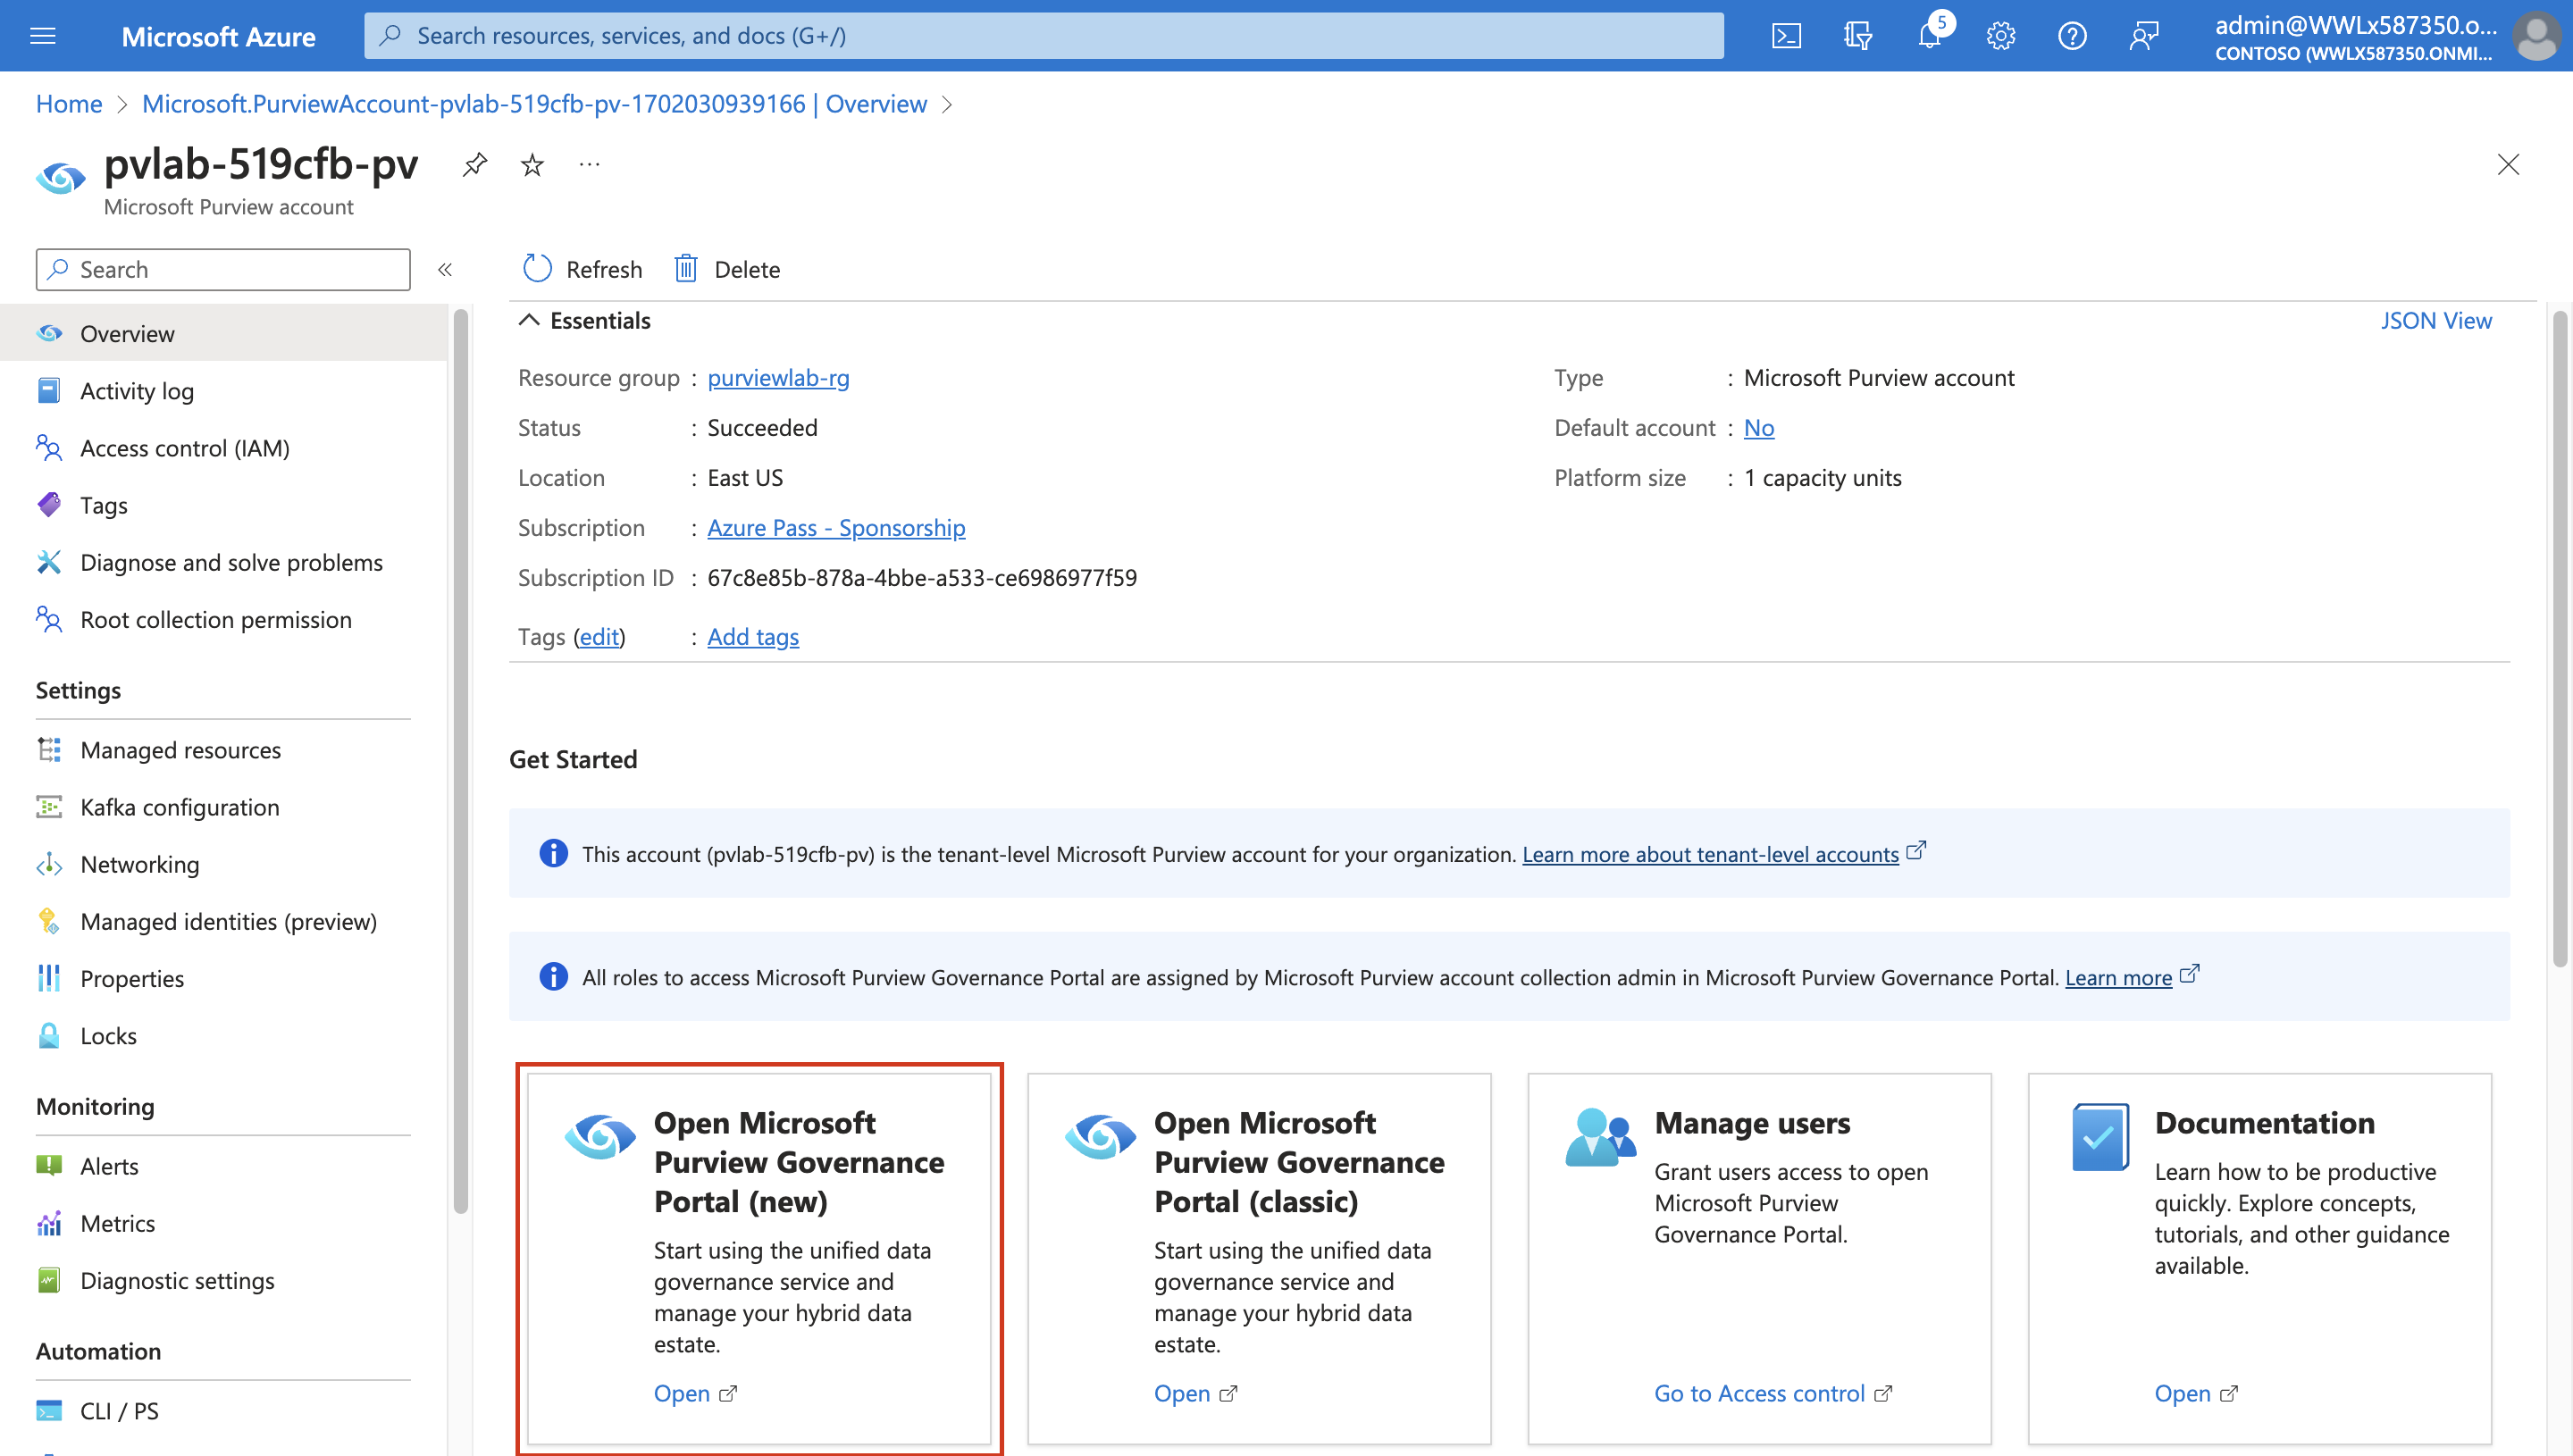 Microsoft Azure
Search resources, services, and docs (G+/)
5
admin@WWLx587350.o...
CONTOSO (WWLX587350.ONMI...
Home > Microsoft.PurviewAccount-pvlab-519cfb-pv-1702030939166 | Overview >
pvlab-519cfb-pv
...
Microsoft Purview account
Search
«
Refresh
Delete
Overview
Activity log
Access control (IAM)
Tags
Diagnose and solve problems
Root collection permission
Settings
Managed resources
Kafka configuration
Networking
Managed identities (preview)
Properties
Locks
Monitoring
Alerts
Metrics
Diagnostic settings
Automation
CLI / PS
Essentials
JSON View
Resource group : purviewlab-rg
Status : Succeeded
Location : East US
Subscription : Azure Pass - Sponsorship
Subscription ID : 67c8e85b-878a-4bbe-a533-ce6986977f59
Tags (edit) : Add tags
Type : Microsoft Purview account
Default account : No
Platform size : 1 capacity units
Get Started
This account (pvlab-519cfb-pv) is the tenant-level Microsoft Purview account for your organization. Learn more about tenant-level accounts
All roles to access Microsoft Purview Governance Portal are assigned by Microsoft Purview account collection admin in Microsoft Purview Governance Portal. Learn more
Open Microsoft
Purview Governance
Portal (new)
Start using the unified data
governance service and
manage your hybrid data
estate.
Open
Open Microsoft
Purview Governance
Portal (classic)
Start using the unified data
governance service and
manage your hybrid data
estate.
Open
Manage users
Grant users access to open
Microsoft Purview
Governance Portal.
Go to Access control
Documentation
Learn how to be productive
quickly. Explore concepts,
tutorials, and other guidance
available.
Open